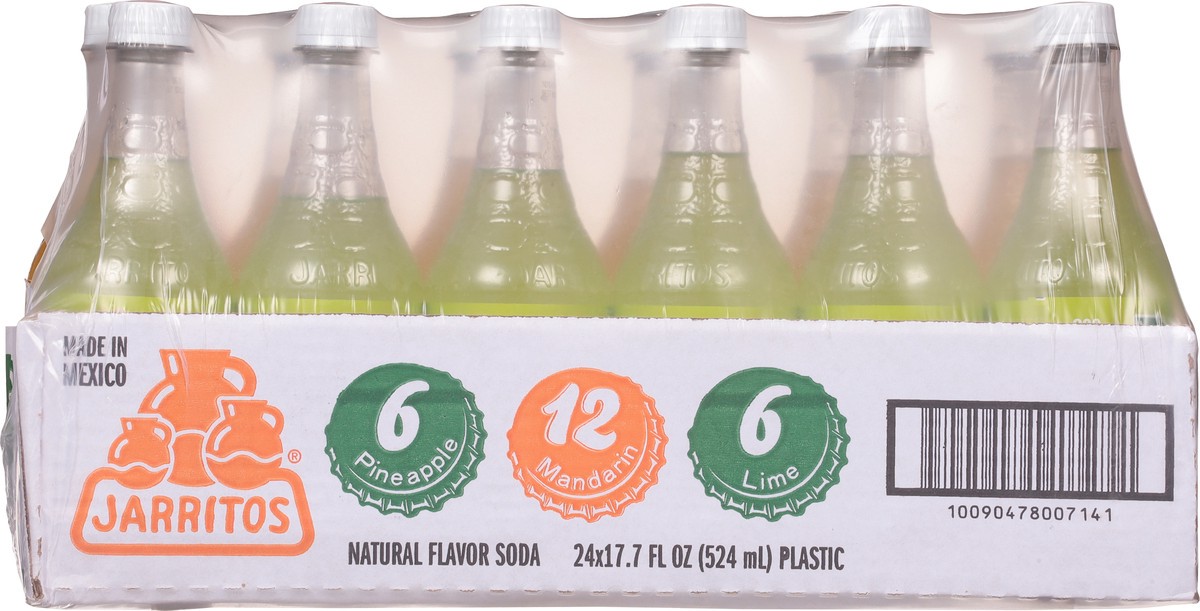 JARRITOS
MADE IN
MEXICO
JARRITOS
®
6
Pineapple
12
Mandarin
6
Lime
10090478007141
NATURAL FLAVOR SODA 24x17.7 FL OZ (524 mL) PLASTIC